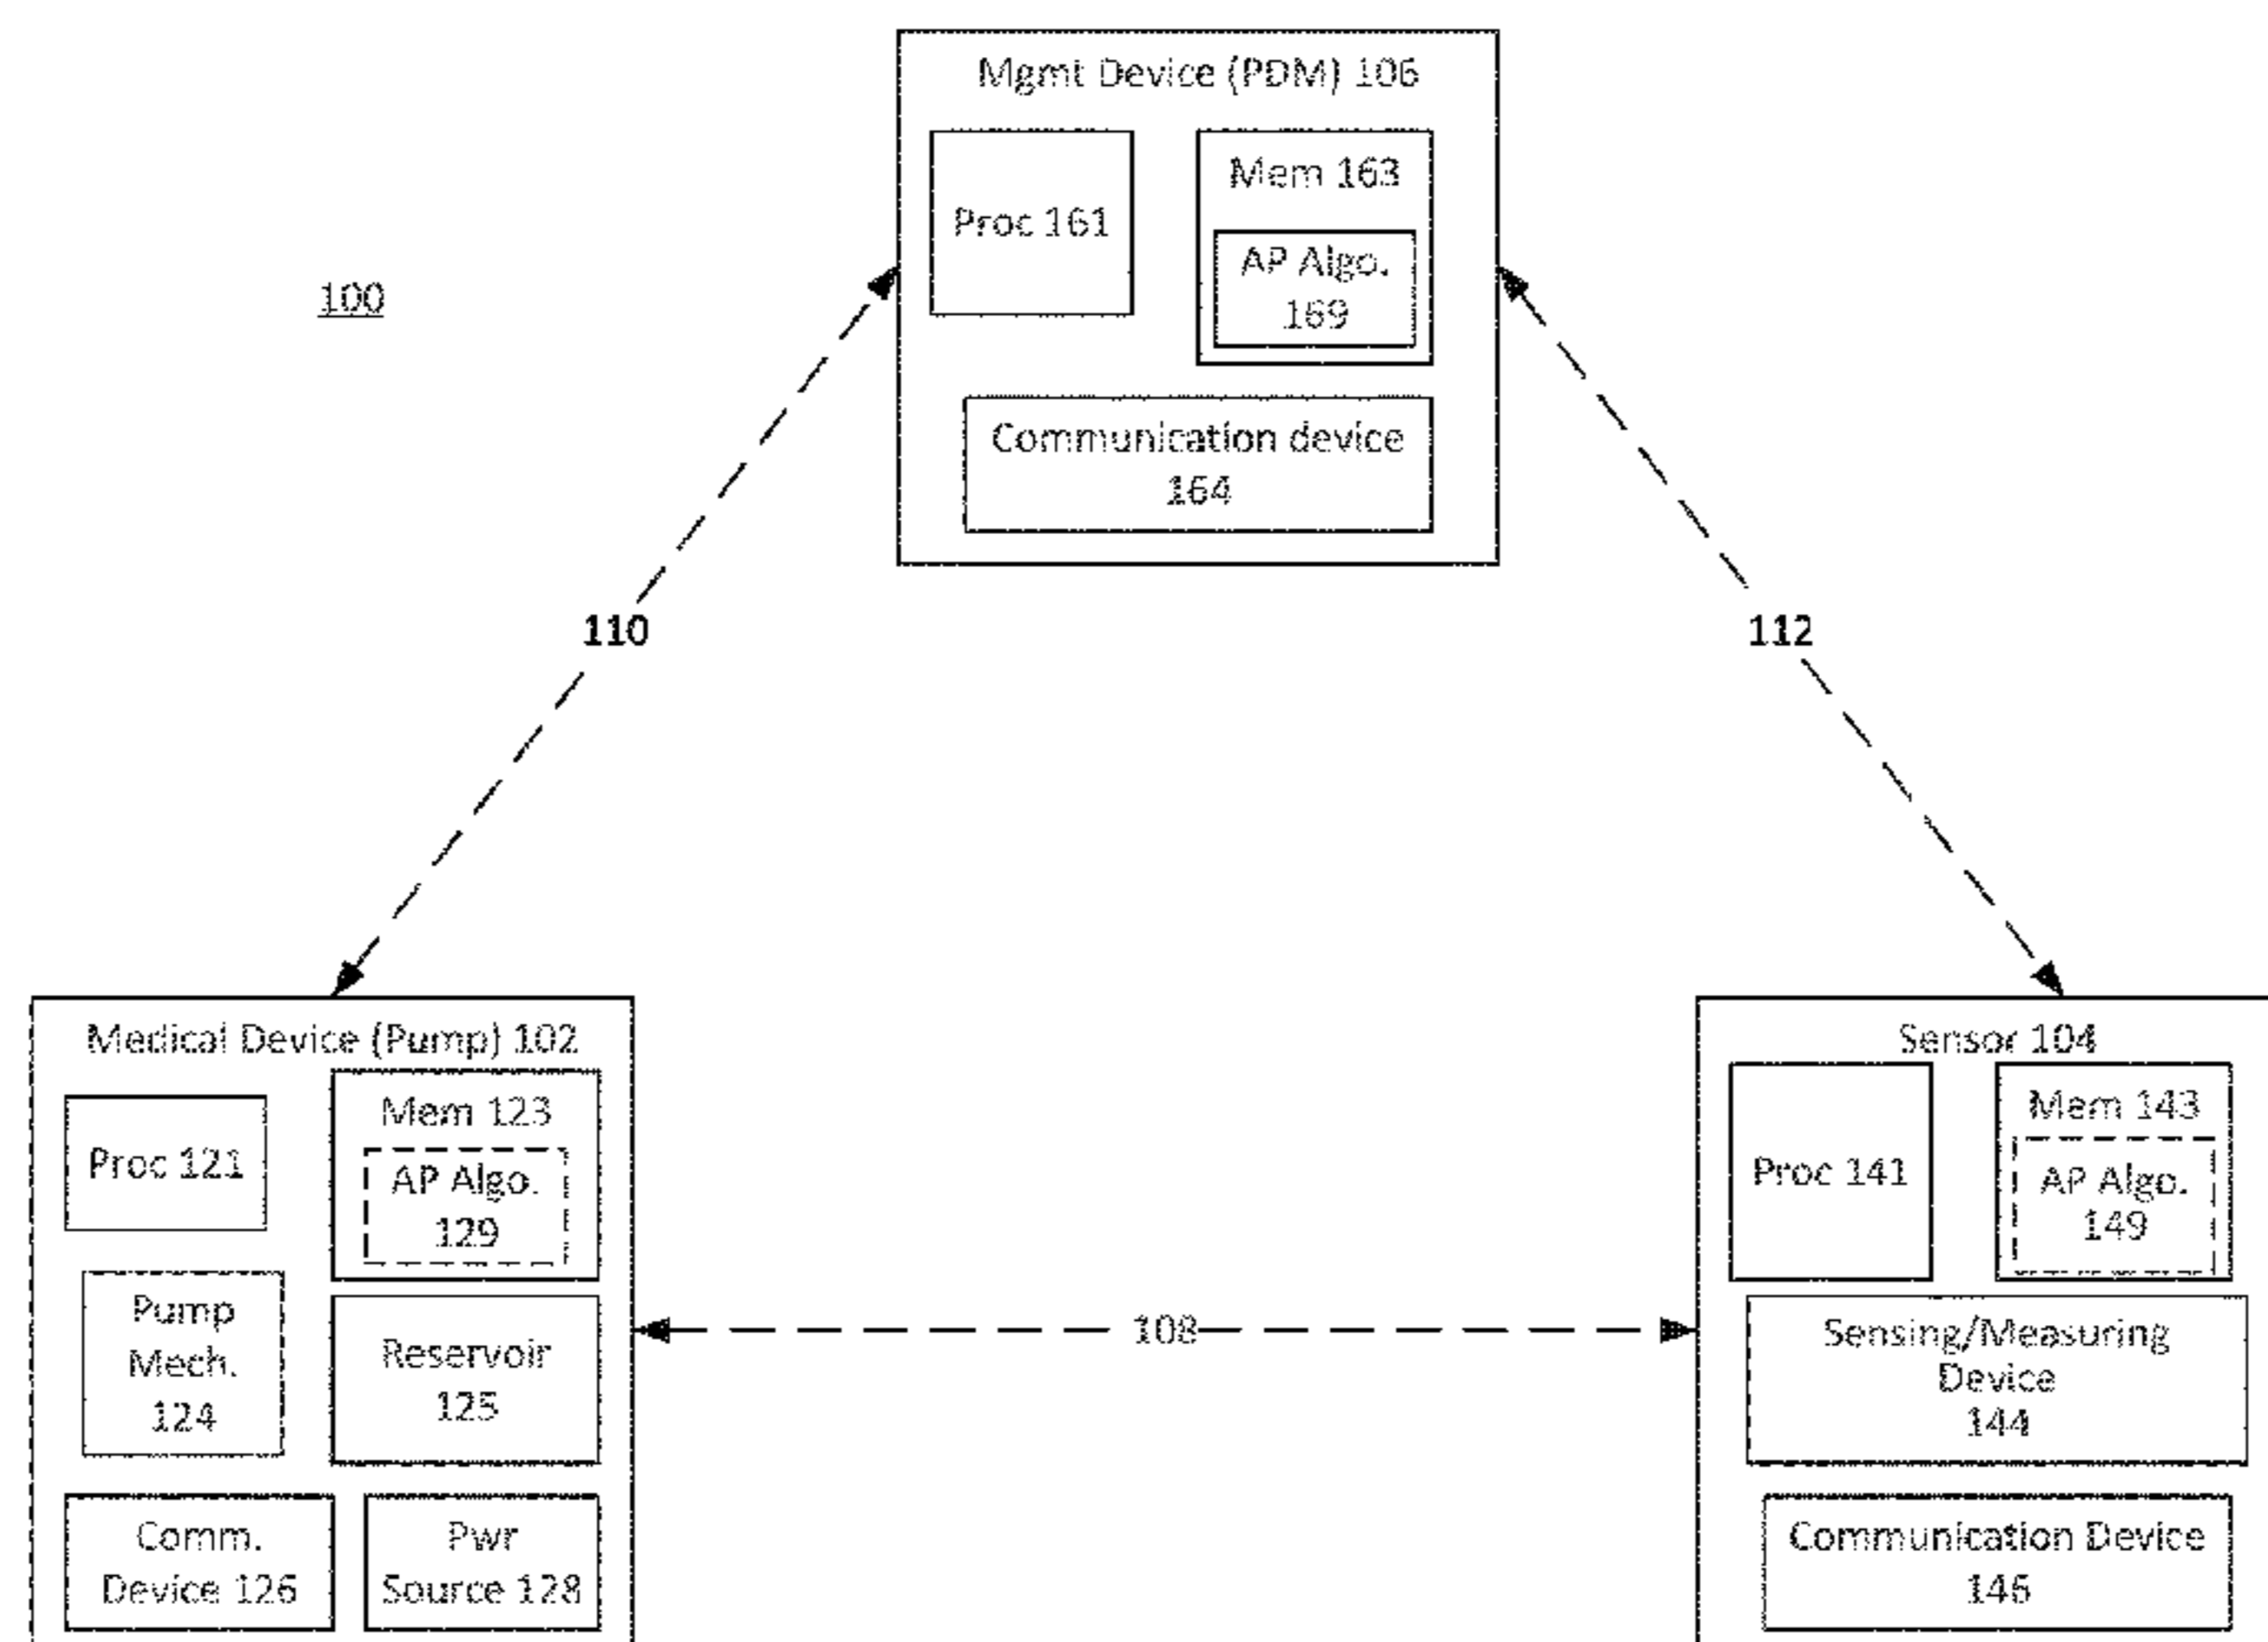 Mgmt Device (PDM) 106
Proc 161
Mem 163
AP Algo.
169
Communication device
164
100
110
112
Medical Device (Pump) 102
Proc 121
Mem 123
AP Algo.
129
Pump
Mech.
124
Reservoir
125
Comm.
Device 126
Pwr
Source 128
108
Sensor 104
Proc 141
Mem 143
AP Algo.
149
Sensing/Measuring
Device
144
Communication Device
146